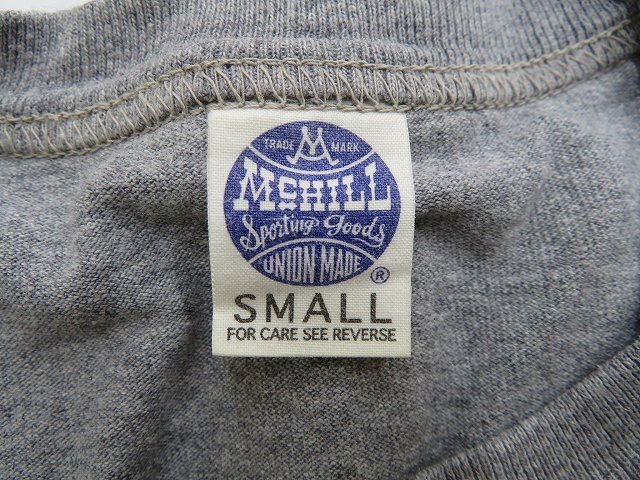 TRADE MARK
McHILL
Sporting Goods
UNION MADE
®
SMALL
FOR CARE SEE REVERSE